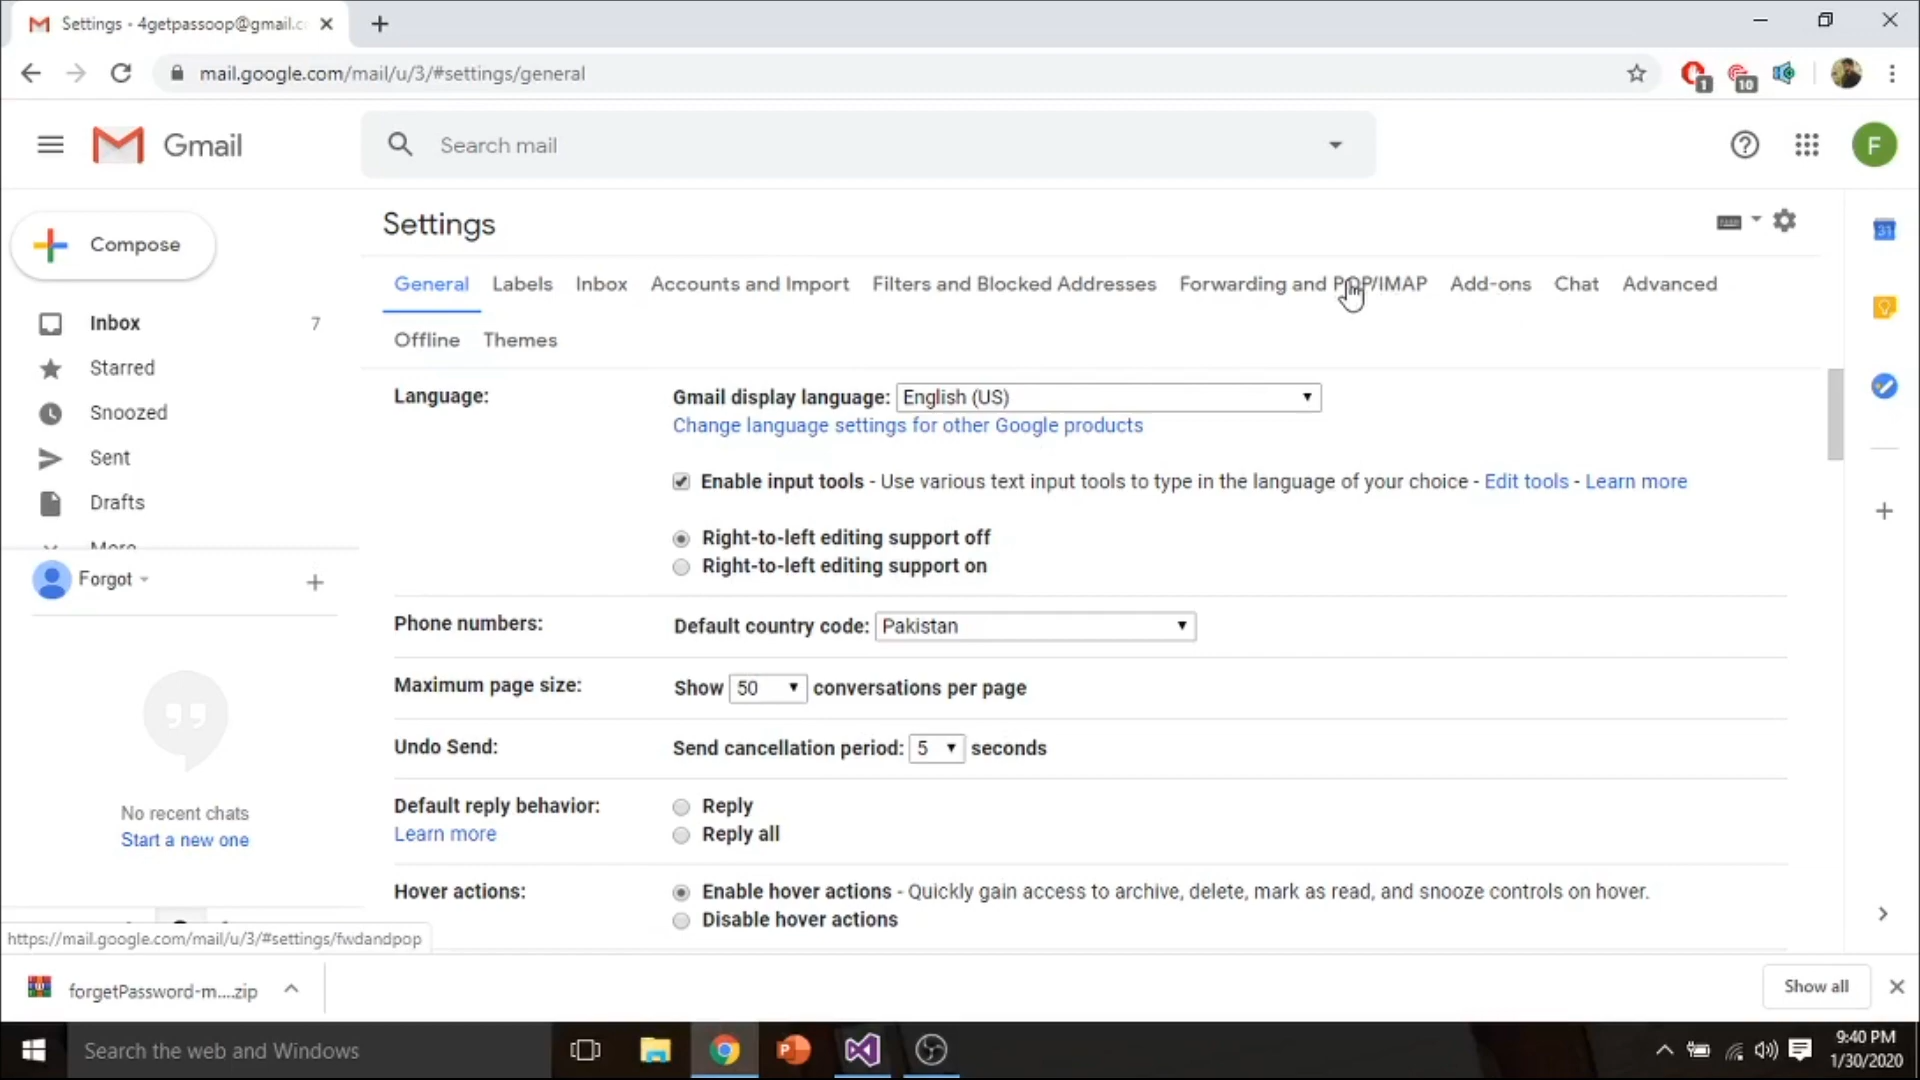 Settings - 4getpassoop@gmail.c
mail.google.com/mail/u/3/#settings/general
1
10
Gmail
Search mail
F
Compose
Settings
31
General Labels Inbox Accounts and Import Filters and Blocked Addresses Forwarding and POP/IMAP Add-ons Chat Advanced
Offline Themes
Inbox 7
Starred
Snoozed
Sent
Drafts
More
Forgot
No recent chats
Start a new one
Language:
Gmail display language: English (US)
Change language settings for other Google products
Enable input tools - Use various text input tools to type in the language of your choice - Edit tools - Learn more
Right-to-left editing support off
Right-to-left editing support on
Phone numbers: Default country code: Pakistan
Maximum page size: Show 50 conversations per page
Undo Send: Send cancellation period: 5 seconds
Default reply behavior: Reply
Learn more Reply all
Hover actions: Enable hover actions - Quickly gain access to archive, delete, mark as read, and snooze controls on hover.
Disable hover actions
https://mail.google.com/mail/u/3/#settings/fwdandpop
forgetPassword-m....zip
Show all
Search the web and Windows
9:40 PM
1/30/2020